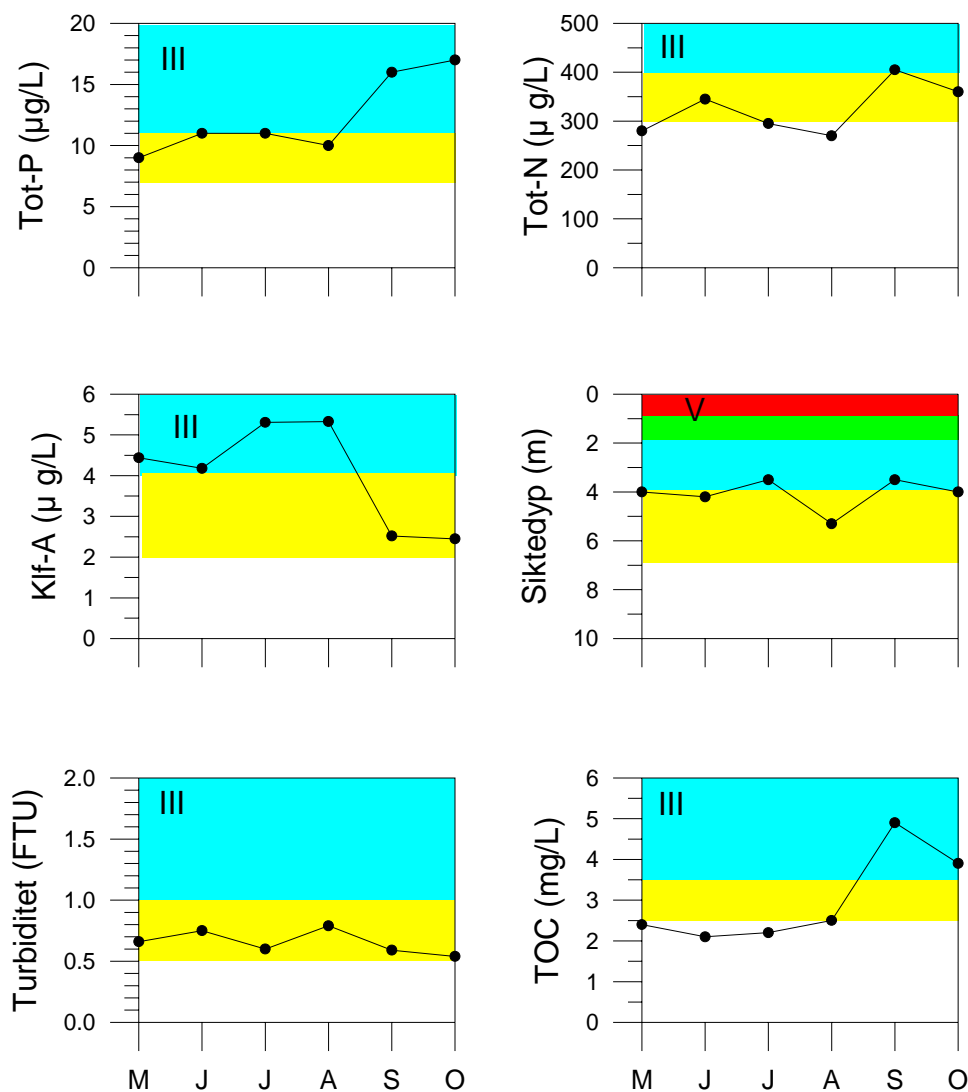 Tot-P (µg/L)
20
15
10
5
0
III
Tot-N (µ g/L)
500
400
300
200
100
0
III
Klf-A (µ g/L)
6
5
4
3
2
1
0
III
Siktedyp (m)
0
2
4
6
8
10
V
Turbiditet (FTU)
2.0
1.5
1.0
0.5
0.0
III
M J J A S O
TOC (mg/L)
6
5
4
3
2
1
0
III
M J J A S O